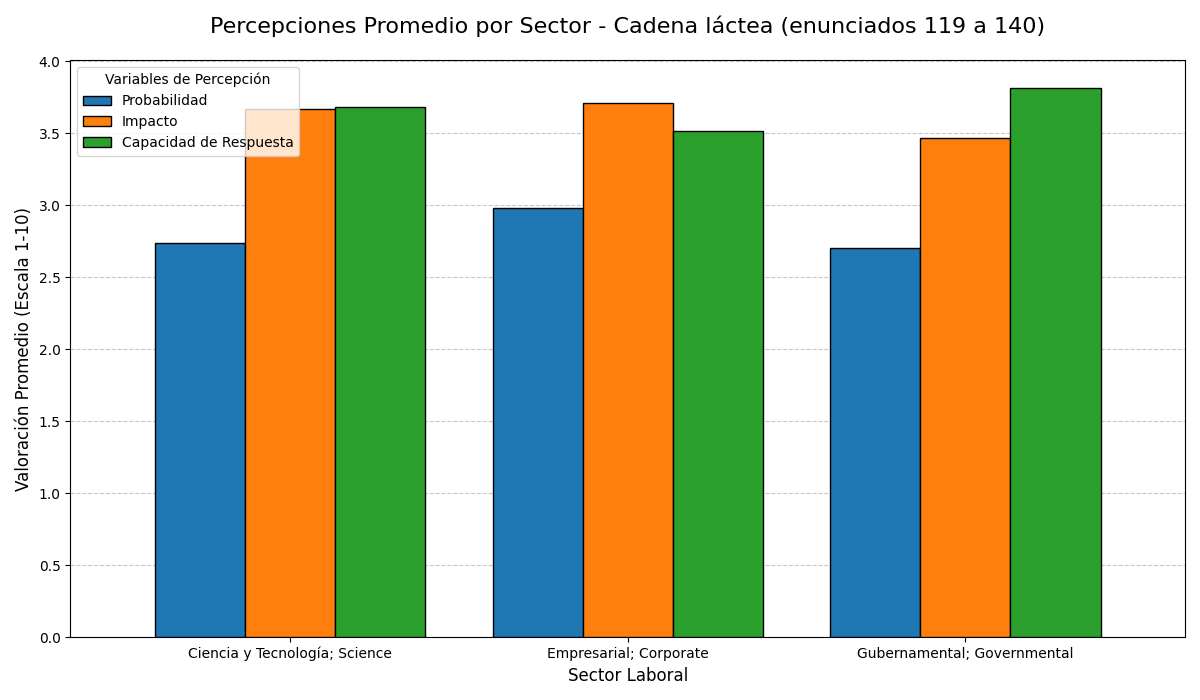 Percepciones Promedio por Sector - Cadena láctea (enunciados 119 a 140)
Variables de Percepción
Probabilidad
Impacto
Capacidad de Respuesta
Valoración Promedio (Escala 1-10)
4.0
3.5
3.0
2.5
2.0
1.5
1.0
0.5
0.0
Ciencia y Tecnología; Science
Empresarial; Corporate
Gubernamental; Governmental
Sector Laboral